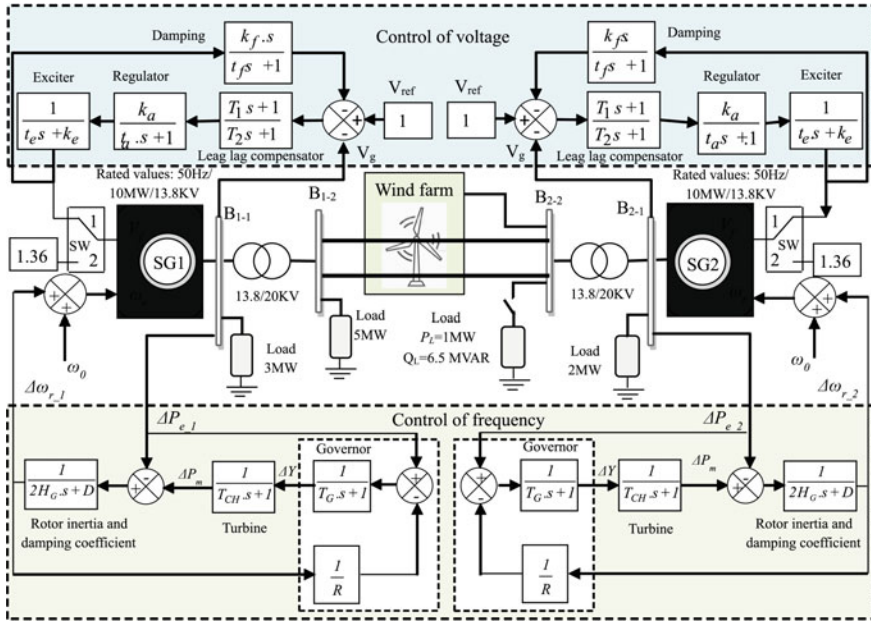 Control of voltage
Damping
k_f . s
t_f s +1
Exciter
1
t_e s + k_e
Regulator
k_a
. s +1
T_1 s +1
T_2 s +1
Leag lag compensator
V_ref
1
V_g
V_ref
1
V_g
Damping
k_f s
t_f s +1
T_1 s +1
T_2 s +1
Leag lag compensator
Regulator
k_a
t_a s +1
Exciter
1
t_e s + k_e
Rated values: 50Hz/
10MW/13.8KV
1
SW
2
1.36
SG1
B_1-1
B_1-2
13.8/20KV
Wind farm
B_2-2
B_2-1
13.8/20KV
Rated values: 50Hz/
10MW/13.8KV
SG2
1
SW
2
1.36
Load
3MW
Load
5MW
Load
P_L=1MW
Q_L=6.5 MVAR
Load
2MW
ω_0
Δω_r_1
ω_0
Δω_r_2
Control of frequency
ΔP_e_1
ΔP_e_2
1
2H_G.s + D
Rotor inertia and
damping coefficient
ΔP_m
1
T_CH.s +1
Turbine
ΔY
Governor
1
T_G.s +1
1
R
Governor
1
T_G.s +1
ΔY
1
T_CH.s +1
Turbine
ΔP_m
1
2H_G.s + D
Rotor inertia and
damping coefficient
1
R